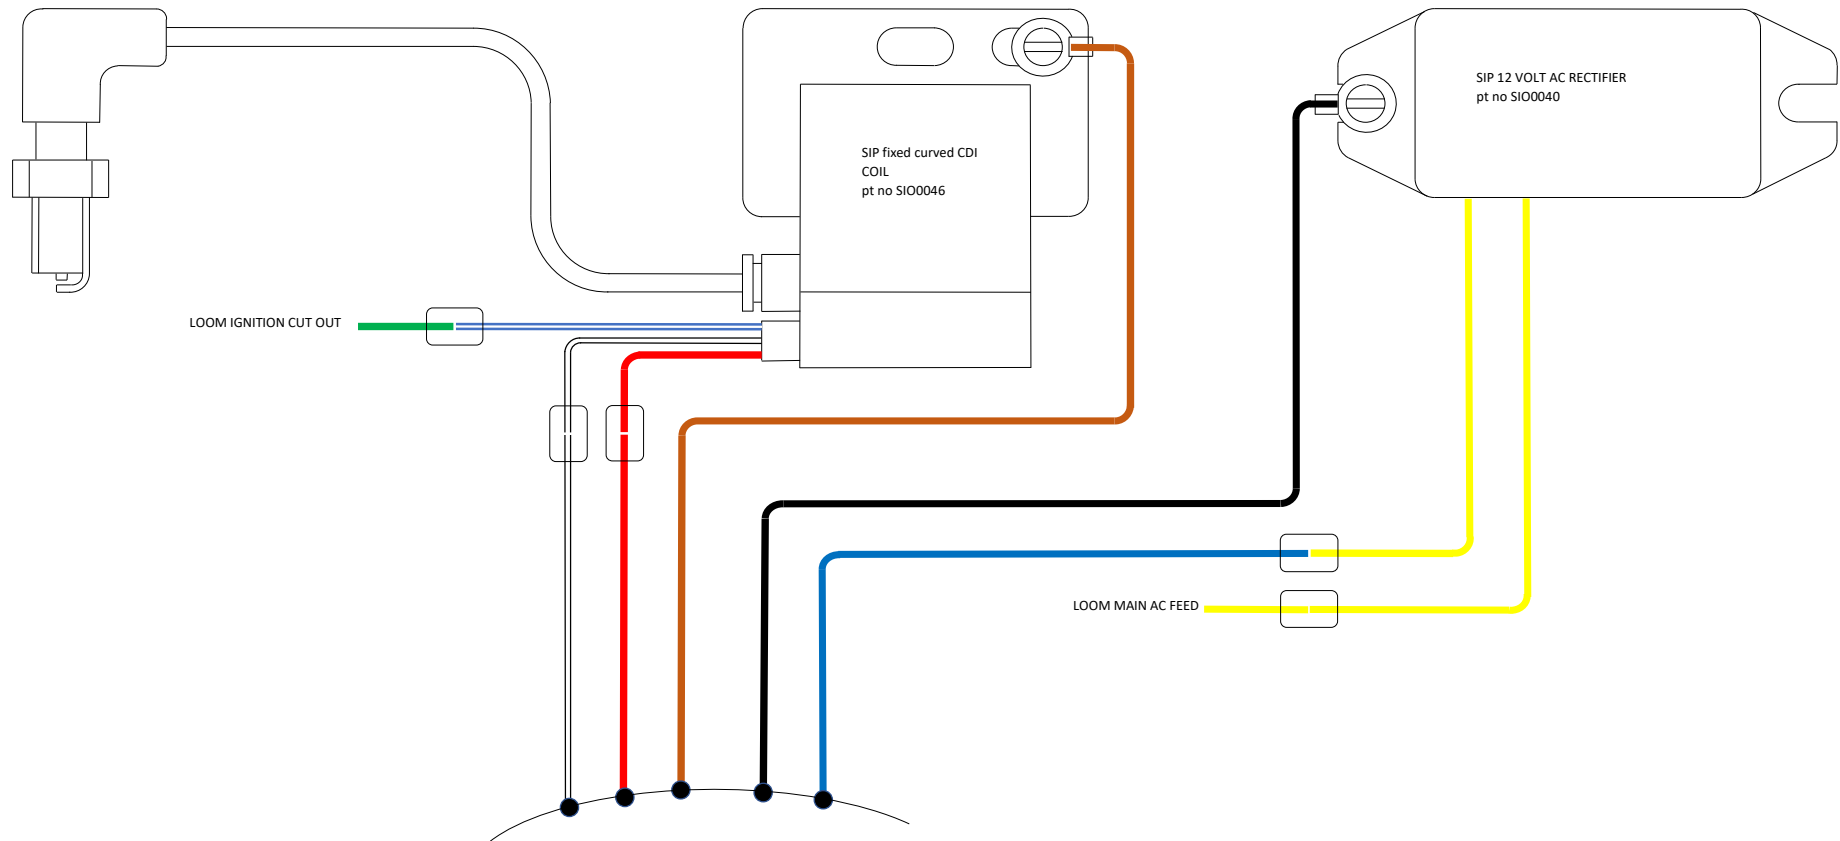 SIP 12 VOLT AC RECTIFIER
pt no SIO0040
SIP fixed curved CDI
COIL
pt no SIO0046
LOOM IGNITION CUT OUT
LOOM MAIN AC FEED